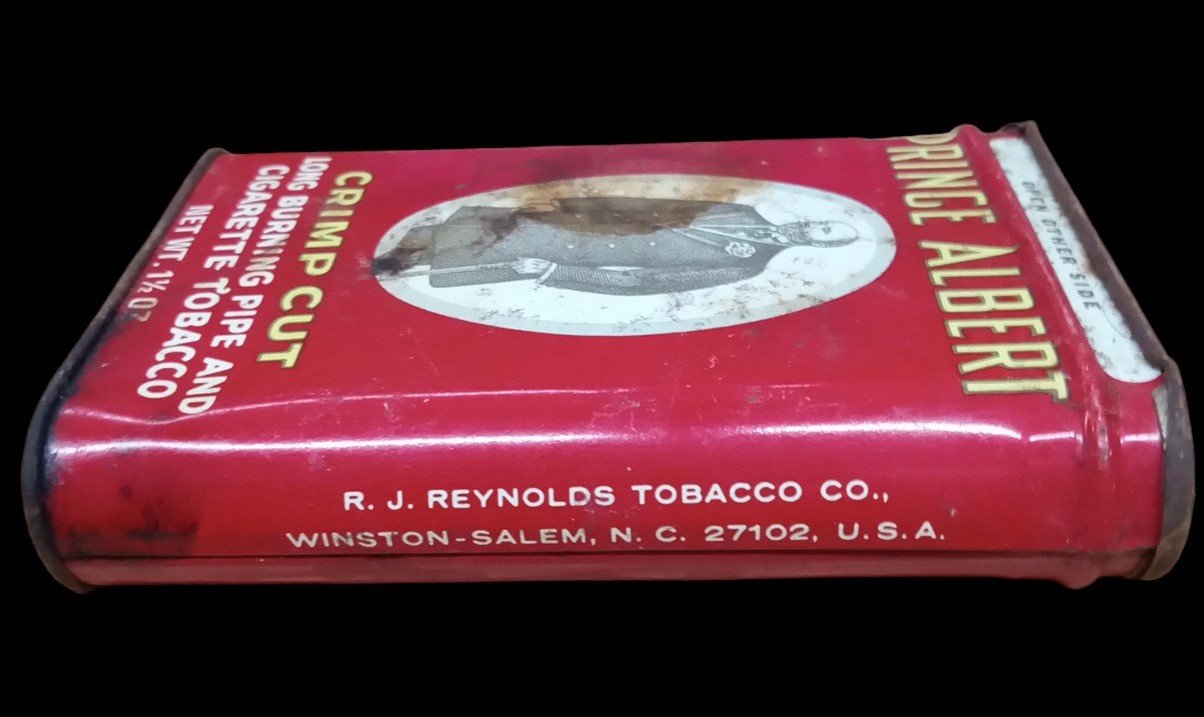 OPEN OTHER SIDE
PRINCE ALBERT
CRIMP CUT
LONG BURNING PIPE AND
CIGARETTE TOBACCO
NET WT. 1½ OZ
R. J. REYNOLDS TOBACCO CO.,
WINSTON-SALEM, N. C. 27102, U.S.A.